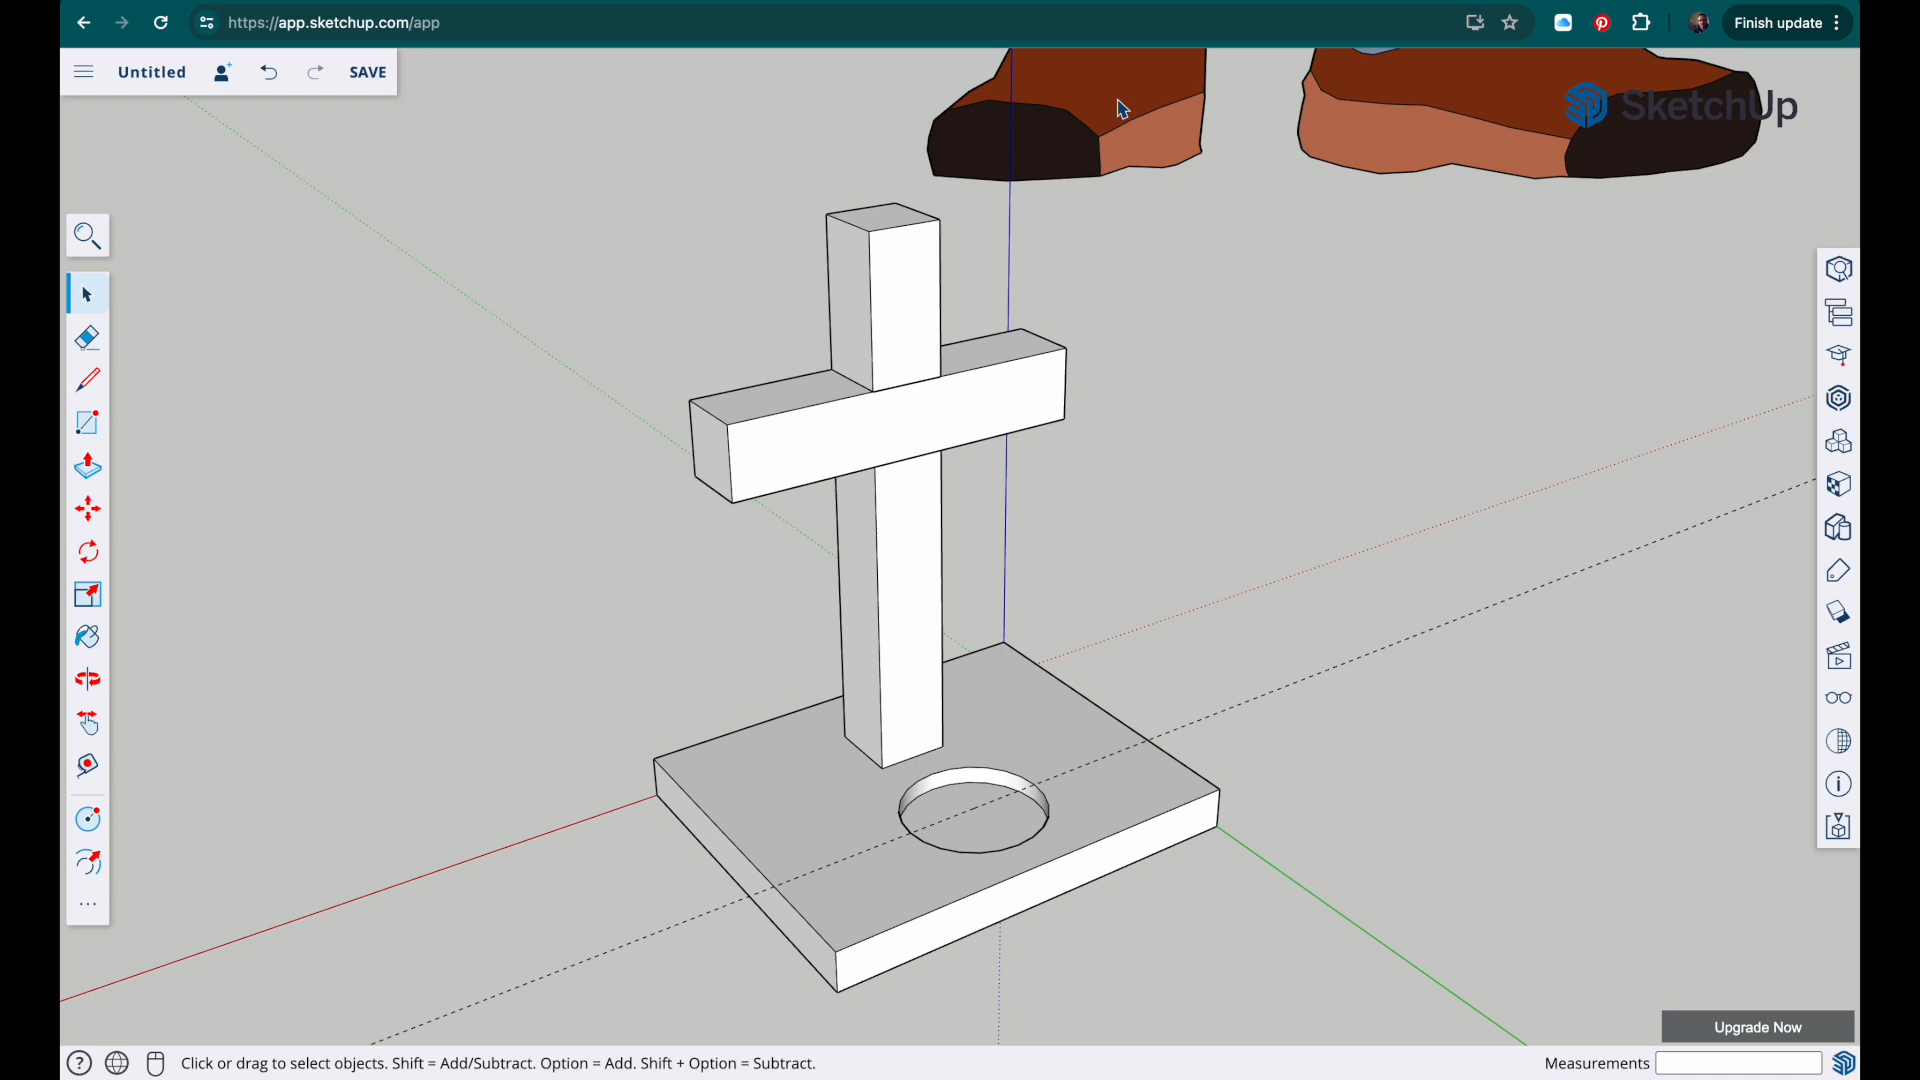 https://app.sketchup.com/app
Finish update
Untitled
SAVE
SketchUp
Upgrade Now
Click or drag to select objects. Shift = Add/Subtract. Option = Add. Shift + Option = Subtract.
Measurements